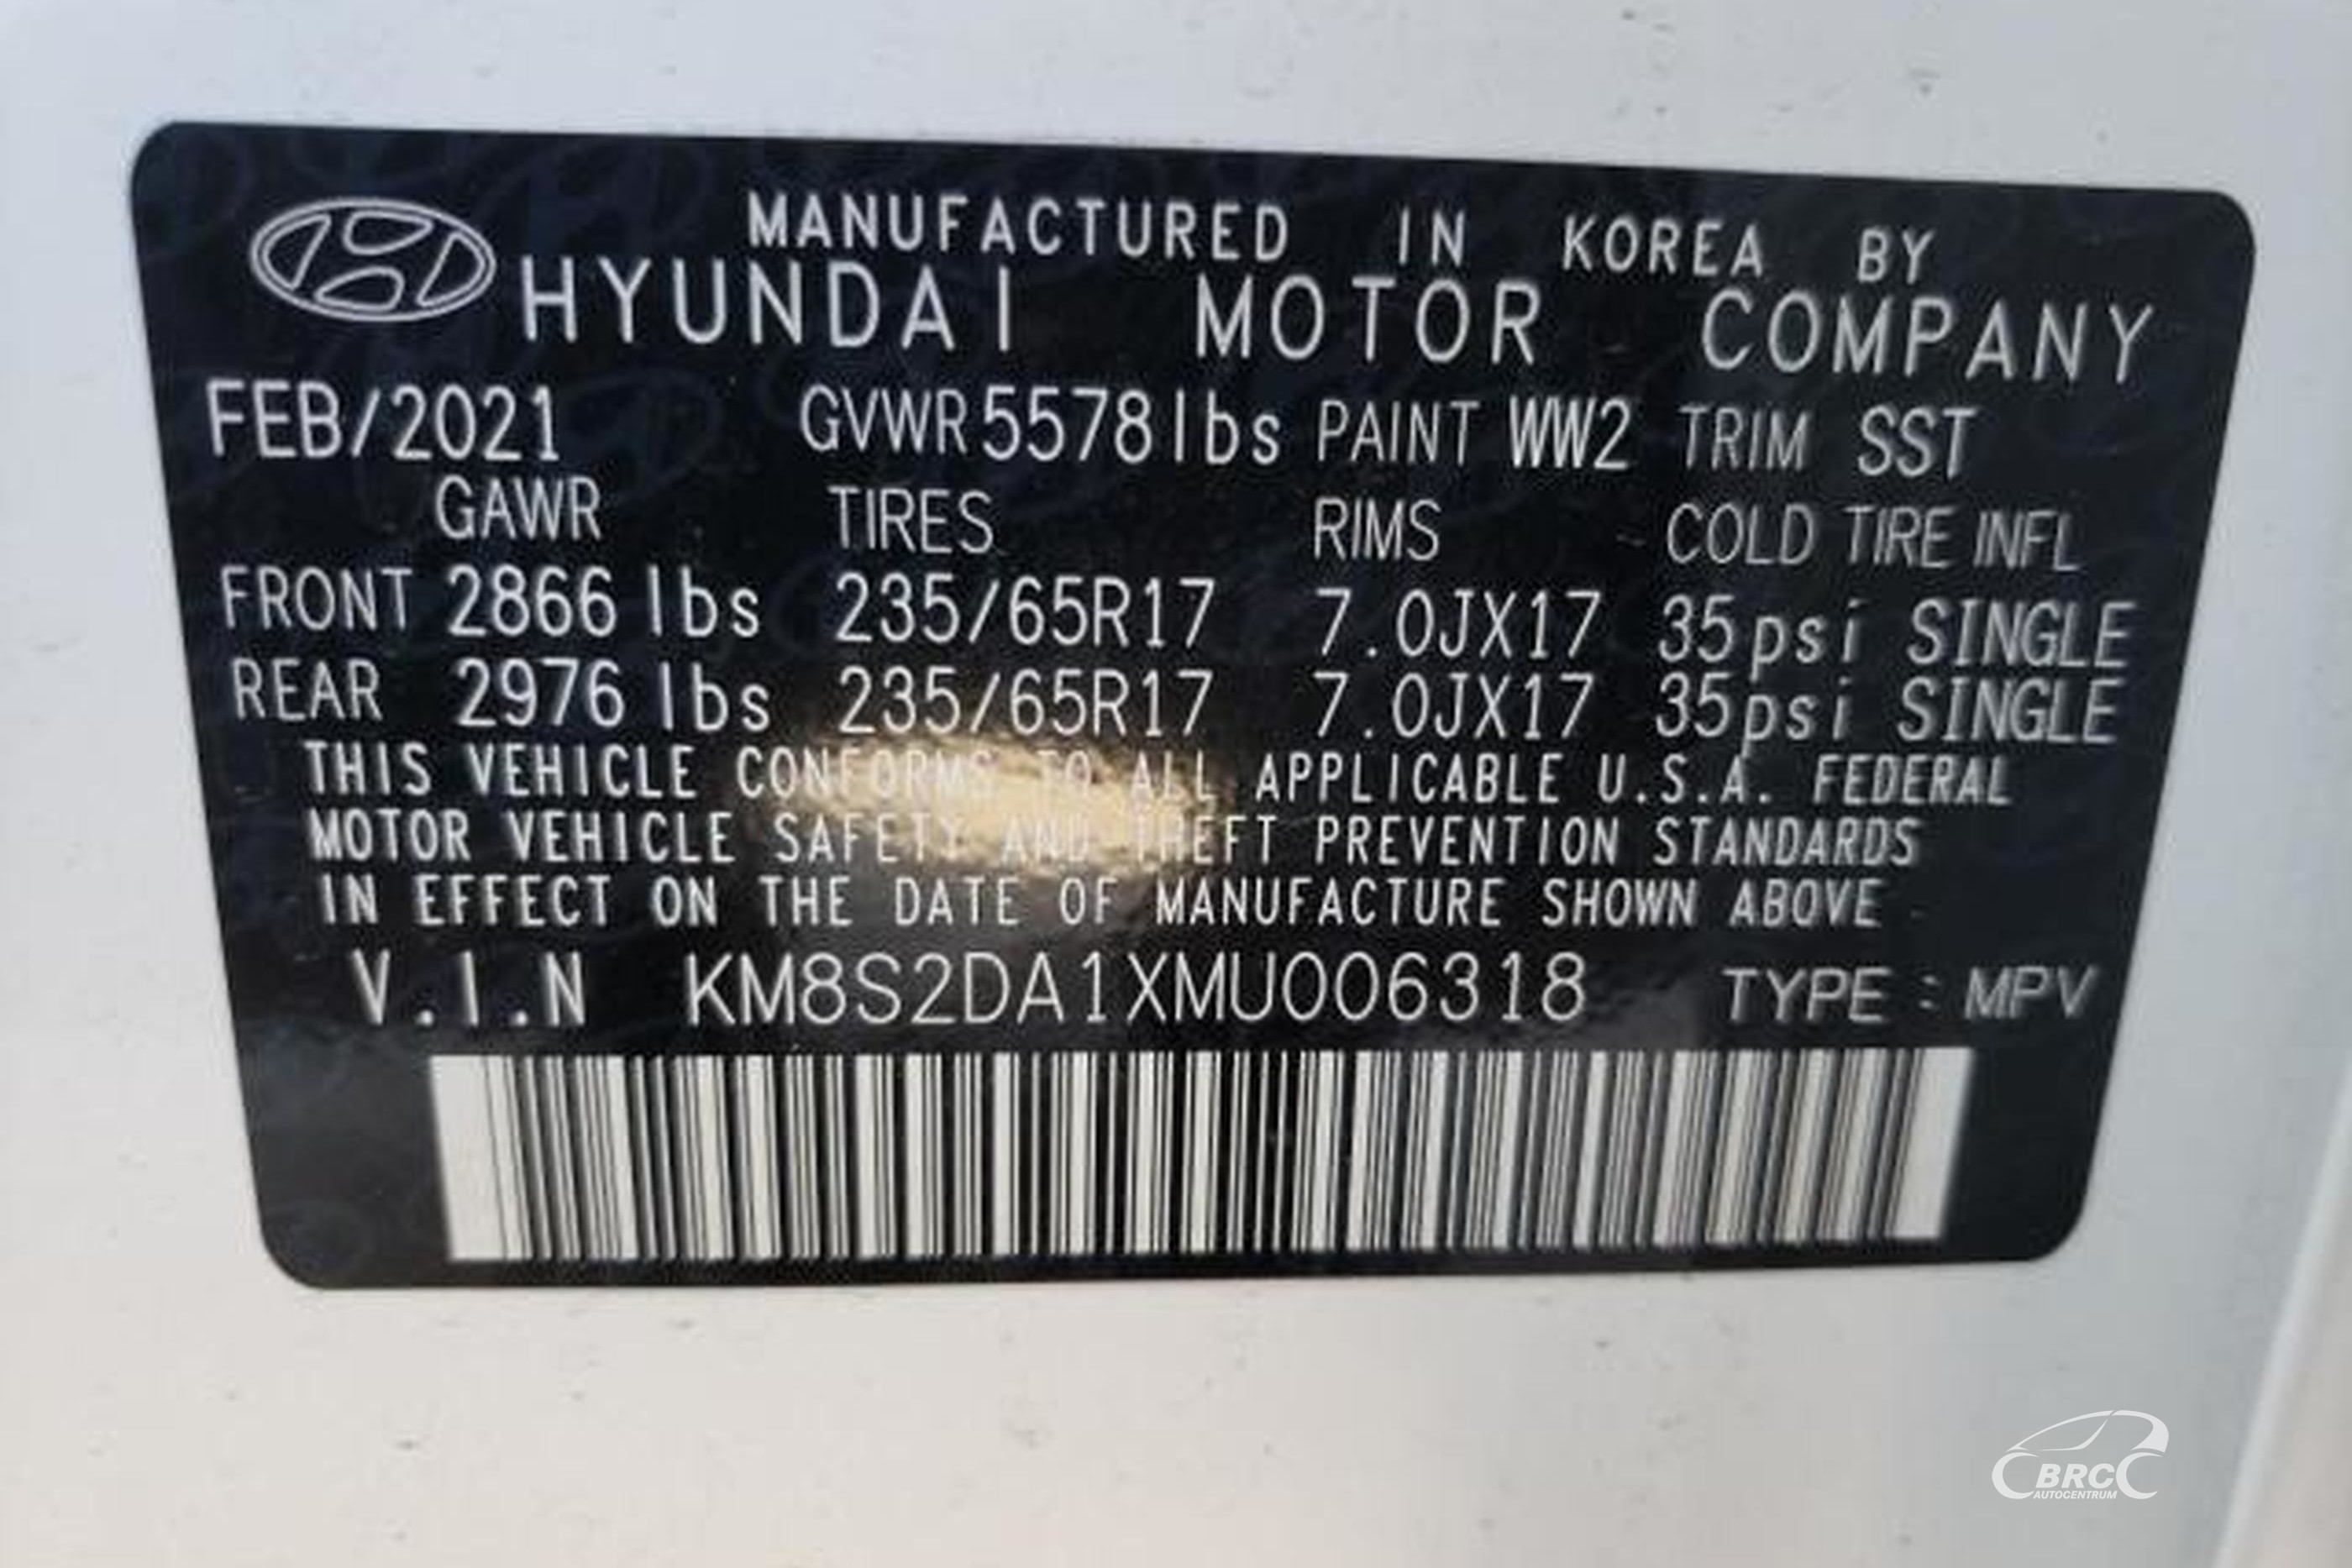 MANUFACTURED IN KOREA BY
HYUNDAI MOTOR COMPANY
FEB/2021 GVWR 5578 lbs PAINT WW2 TRIM SST
GAWR TIRES RIMS COLD TIRE INFL
FRONT 2866 lbs 235/65R17 7.0JX17 35psi SINGLE
REAR 2976 lbs 235/65R17 7.0JX17 35psi SINGLE
THIS VEHICLE CONFORMS TO ALL APPLICABLE U.S.A. FEDERAL
MOTOR VEHICLE SAFETY AND THEFT PREVENTION STANDARDS
IN EFFECT ON THE DATE OF MANUFACTURE SHOWN ABOVE
V.I.N KM8S2DA1XMU006318 TYPE : MPV
BRC
AUTOCENTRUM